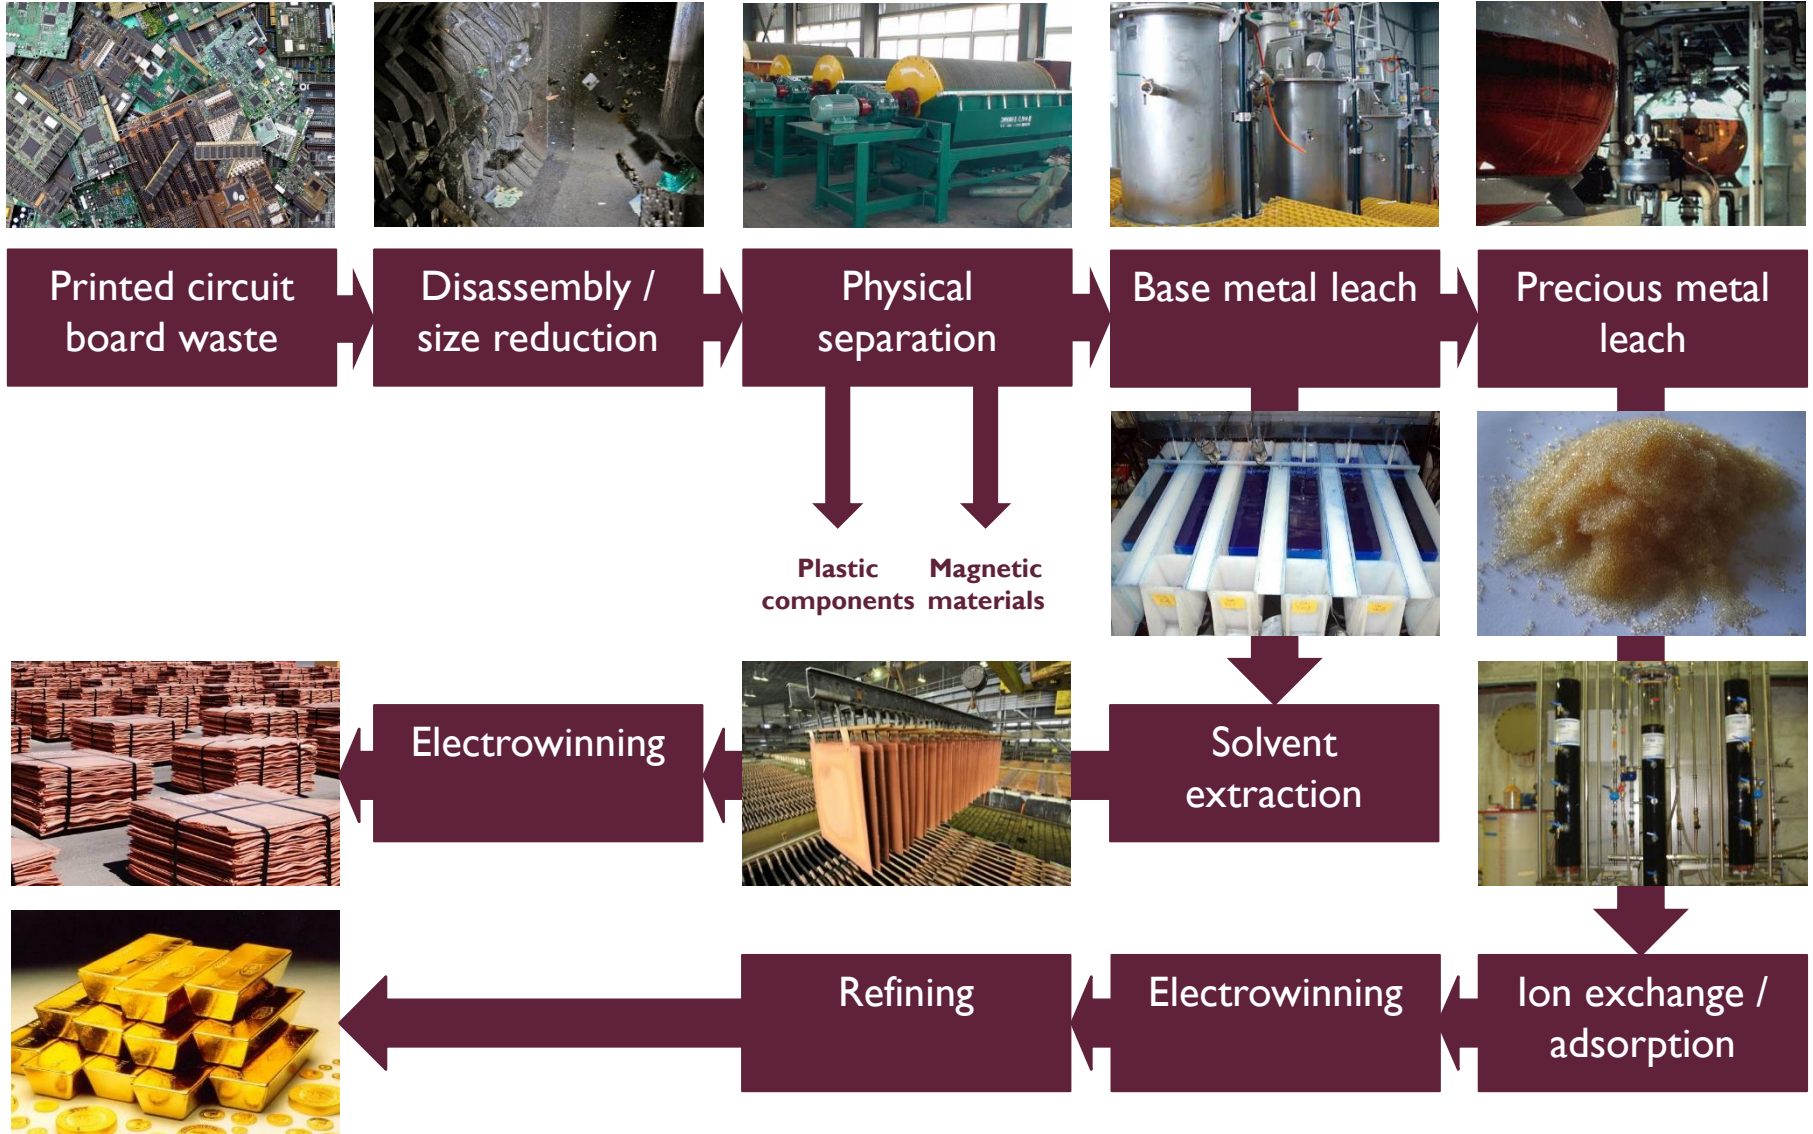 Printed circuit
board waste
Disassembly /
size reduction
Physical
separation
Base metal leach
Precious metal
leach
Plastic
components
Magnetic
materials
Electrowinning
Solvent
extraction
Refining
Electrowinning
Ion exchange /
adsorption